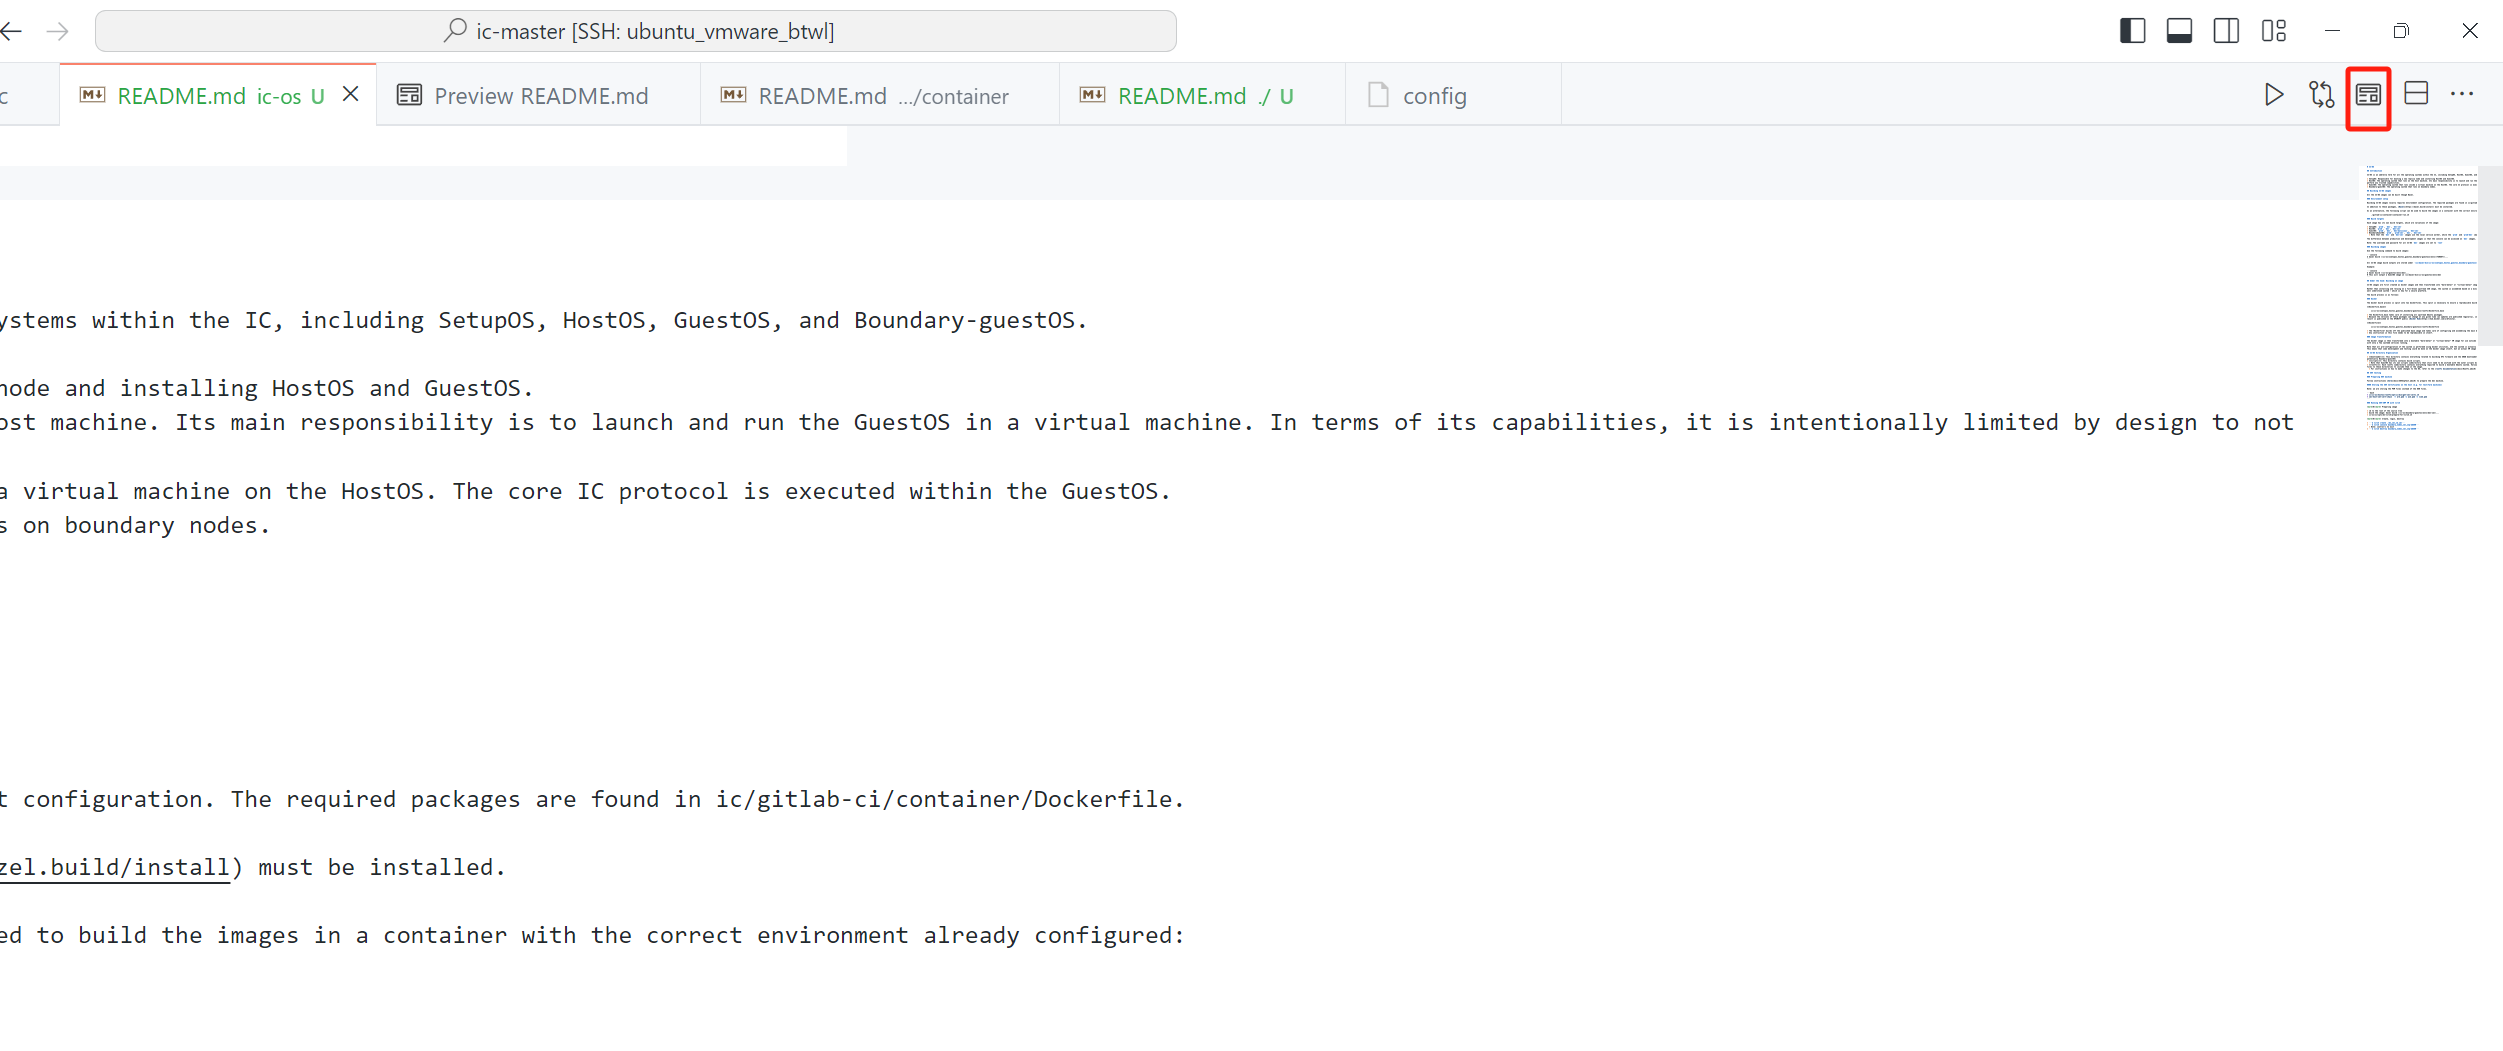 ic-master [SSH: ubuntu_vmware_btwl]
c
README.md ic-os U
Preview README.md
README.md .../container
README.md ./ U
config
ystems within the IC, including SetupOS, HostOS, GuestOS, and Boundary-guestOS.
node and installing HostOS and GuestOS.
ost machine. Its main responsibility is to launch and run the GuestOS in a virtual machine. In terms of its capabilities, it is intentionally limited by design to not
a virtual machine on the HostOS. The core IC protocol is executed within the GuestOS.
s on boundary nodes.
t configuration. The required packages are found in ic/gitlab-ci/container/Dockerfile.
zel.build/install) must be installed.
ed to build the images in a container with the correct environment already configured: